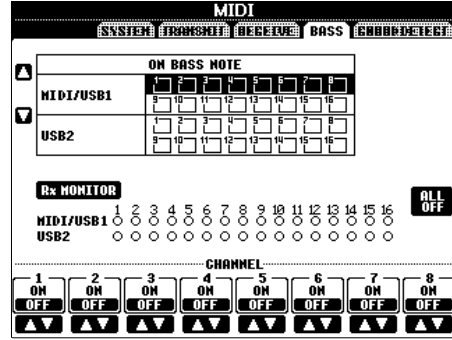 MIDI
SYSTEM TRANSMIT RECEIVE BASS CHORD DETECT
ON BASS NOTE
MIDI/USB1
1 2 3 4 5 6 7 8
9 10 11 12 13 14 15 16
USB2
1 2 3 4 5 6 7 8
9 10 11 12 13 14 15 16
Rx MONITOR
ALL OFF
1 2 3 4 5 6 7 8 9 10 11 12 13 14 15 16
MIDI/USB1
USB2
CHANNEL
1 2 3 4 5 6 7 8
ON ON ON ON ON ON ON ON
OFF OFF OFF OFF OFF OFF OFF OFF